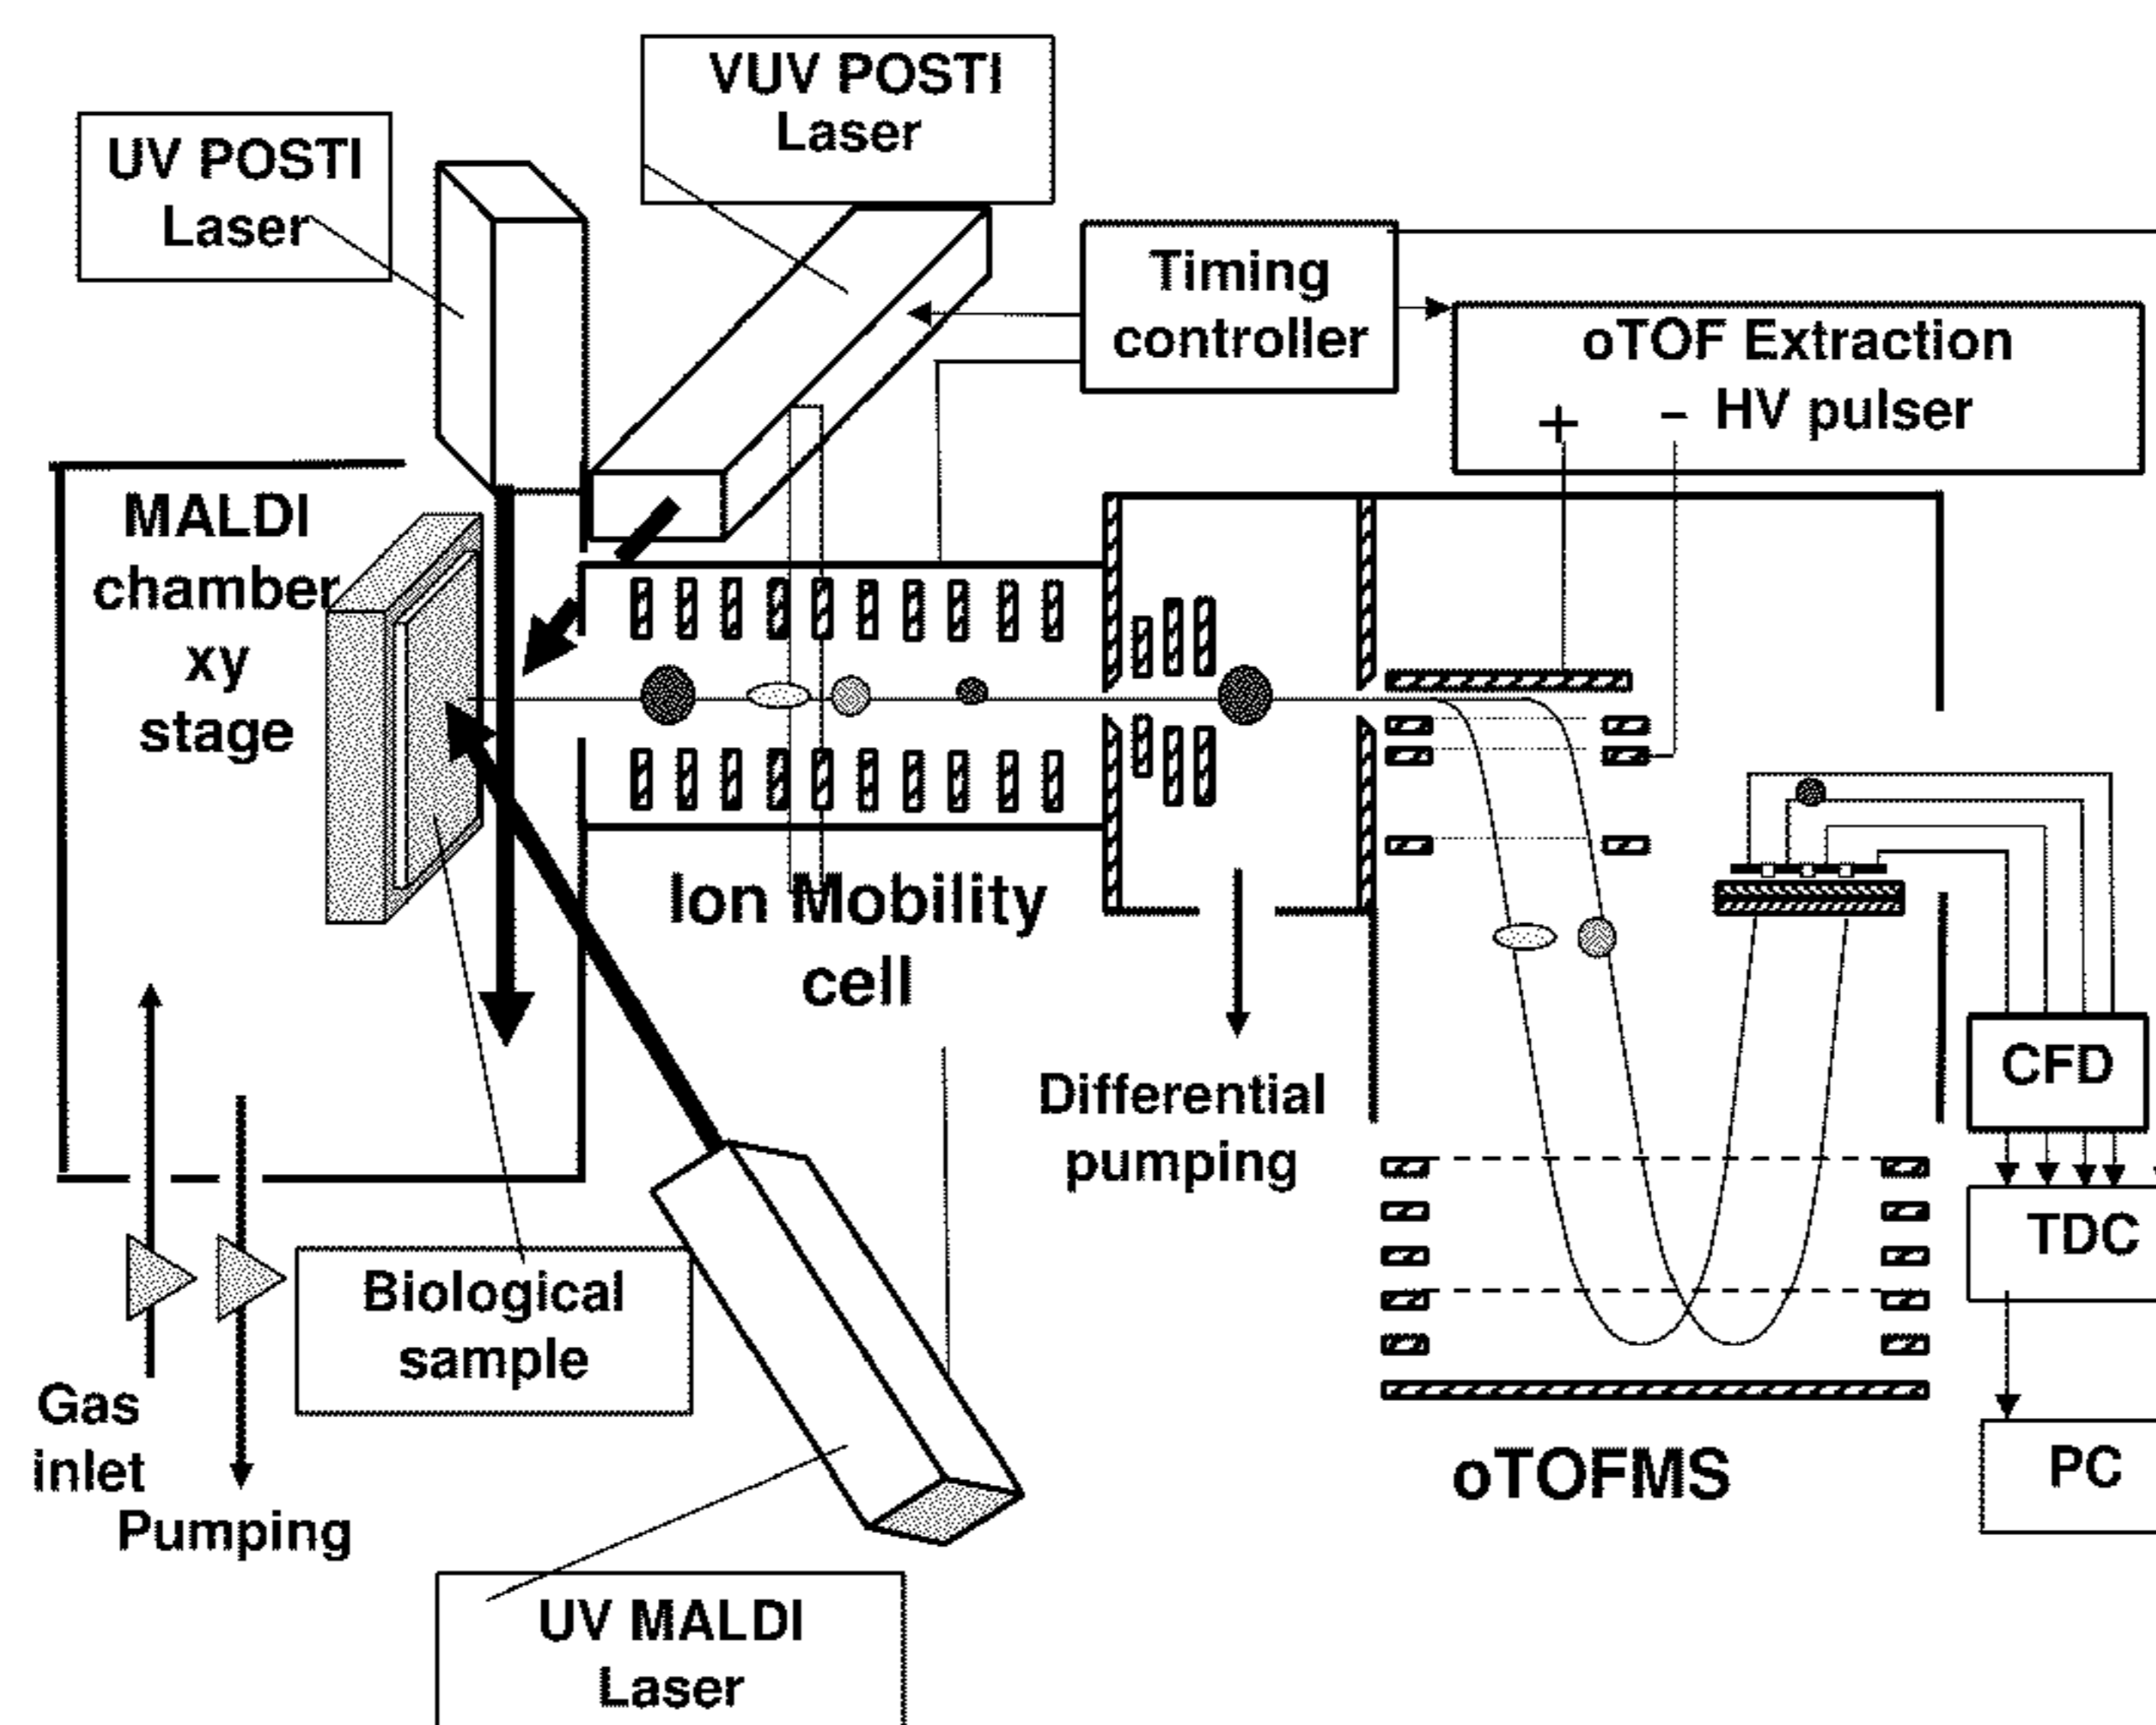 VUV POSTI
Laser
UV POSTI
Laser
Timing
controller
oTOF Extraction
+ – HV pulser
MALDI
chamber
xy
stage
Ion Mobility
cell
Differential
pumping
CFD
TDC
PC
Biological
sample
Gas
inlet
Pumping
oTOFMS
UV MALDI
Laser